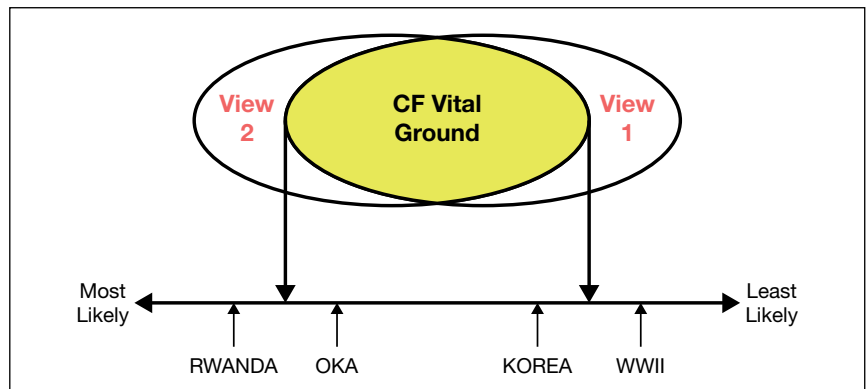 View
2
CF Vital
Ground
View
1
Most
Likely
Least
Likely
RWANDA
OKA
KOREA
WWII